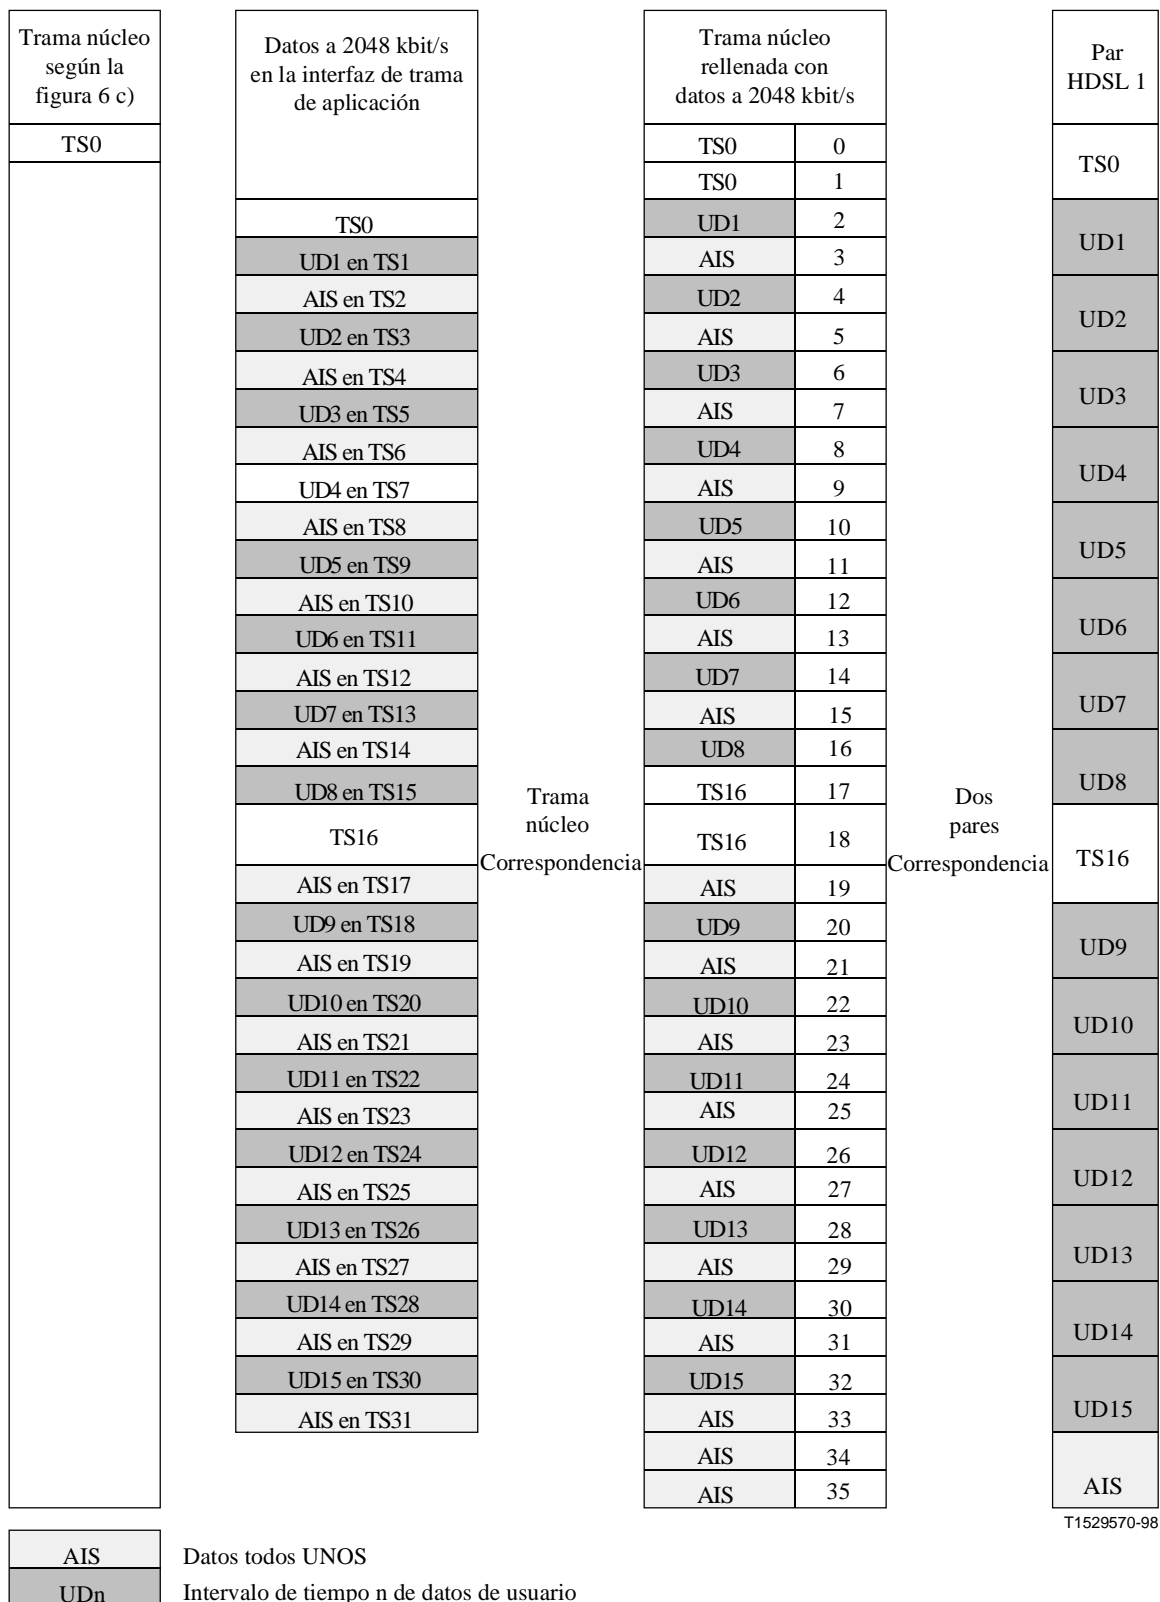 Trama núcleo
según la
figura 6 c)
TS0
Datos a 2048 kbit/s
en la interfaz de trama
de aplicación
TS0
UD1 en TS1
AIS en TS2
UD2 en TS3
AIS en TS4
UD3 en TS5
AIS en TS6
UD4 en TS7
AIS en TS8
UD5 en TS9
AIS en TS10
UD6 en TS11
AIS en TS12
UD7 en TS13
AIS en TS14
UD8 en TS15
TS16
AIS en TS17
UD9 en TS18
AIS en TS19
UD10 en TS20
AIS en TS21
UD11 en TS22
AIS en TS23
UD12 en TS24
AIS en TS25
UD13 en TS26
AIS en TS27
UD14 en TS28
AIS en TS29
UD15 en TS30
AIS en TS31
Trama
núcleo
Correspondencia
Trama núcleo
rellenada con
datos a 2048 kbit/s
TS0 0
TS0 1
UD1 2
AIS 3
UD2 4
AIS 5
UD3 6
AIS 7
UD4 8
AIS 9
UD5 10
AIS 11
UD6 12
AIS 13
UD7 14
AIS 15
UD8 16
TS16 17
TS16 18
AIS 19
UD9 20
AIS 21
UD10 22
AIS 23
UD11 24
AIS 25
UD12 26
AIS 27
UD13 28
AIS 29
UD14 30
AIS 31
UD15 32
AIS 33
AIS 34
AIS 35
Dos
pares
Correspondencia
Par
HDSL 1
TS0
UD1
UD2
UD3
UD4
UD5
UD6
UD7
UD8
TS16
UD9
UD10
UD11
UD12
UD13
UD14
UD15
AIS
T1529570-98
AIS Datos todos UNOS
UDn Intervalo de tiempo n de datos de usuario